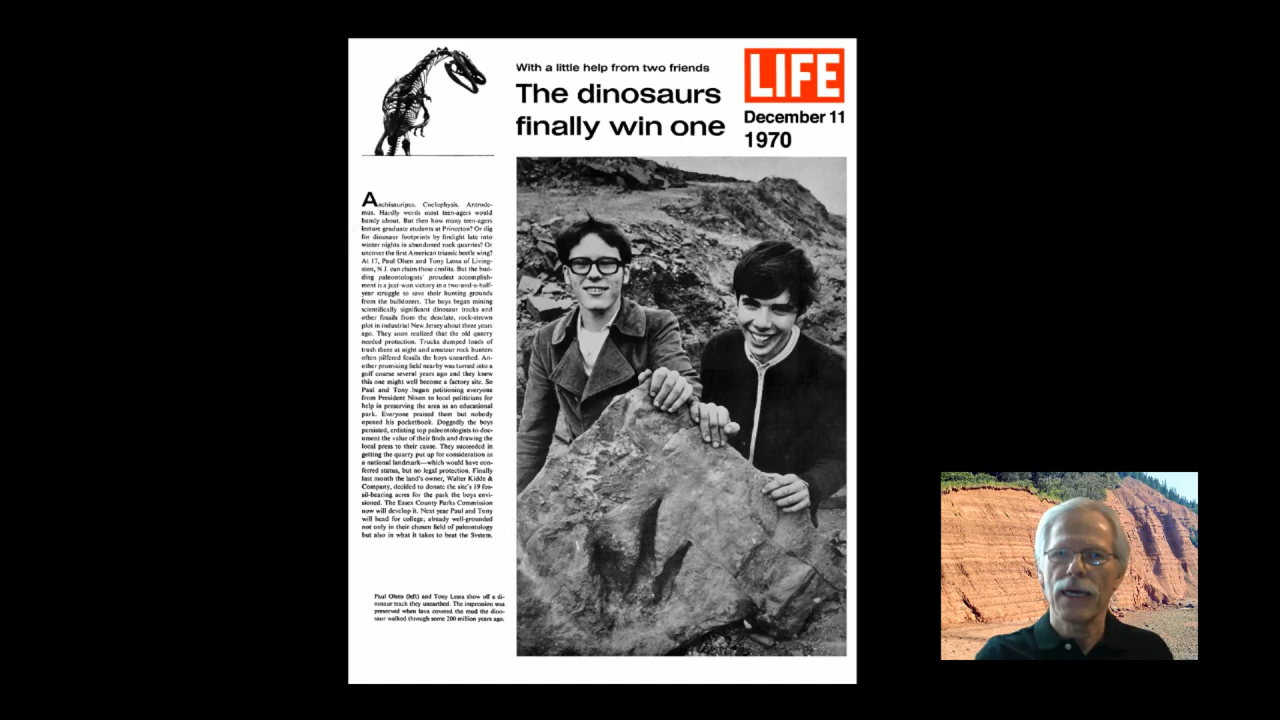 With a little help from two friends
The dinosaurs
finally win one
LIFE
December 11
1970
Anchisauripus. Coelophysis. Antrode-
mus. Hardly words most teen-agers would
bandy about. But then how many teen-agers
lecture graduate students at Princeton? Or dig
for dinosaur footprints by firelight late into
winter nights in abandoned rock quarries? Or
uncover the first American triassic beetle wing?
At 17, Paul Olsen and Tony Lessa of Living-
ston, N.J. can claim those credits. But the bud-
ding paleontologists' proudest accomplish-
ment is a just-won victory in a two-and-a-half-
year struggle to save their hunting grounds
from the bulldozers. The boys began mining
scientifically significant dinosaur tracks and
other fossils from the desolate, rock-strewn
plot in industrial New Jersey about three years
ago. They soon realized that the old quarry
needed protection. Trucks dumped loads of
trash there at night and amateur rock hunters
often pilfered fossils the boys unearthed. An-
other promising field nearby was turned into a
golf course several years ago and they knew
this one might well become a factory site. So
Paul and Tony began petitioning everyone
from President Nixon to local politicians for
help in preserving the area as an educational
park. Everyone praised them but nobody
opened his pocketbook. Doggedly the boys
persisted, enlisting top paleontologists to doc-
ument the value of their finds and drawing the
local press to their cause. They succeeded in
getting the quarry put up for consideration as
a national landmark—which would have con-
ferred status, but no legal protection. Finally
last month the land's owner, Walter Kidde &
Company, decided to donate the site's 19 fos-
sil-bearing acres for the park the boys envi-
sioned. The Essex County Parks Commission
now will develop it. Next year Paul and Tony
will head for college; already well-grounded
not only in their chosen field of paleontology
but also in what it takes to beat the System.
Paul Olsen (left) and Tony Lessa show off a di-
nosaur track they unearthed. The impression was
preserved when lava covered the mud the dino-
saur walked through some 200 million years ago.